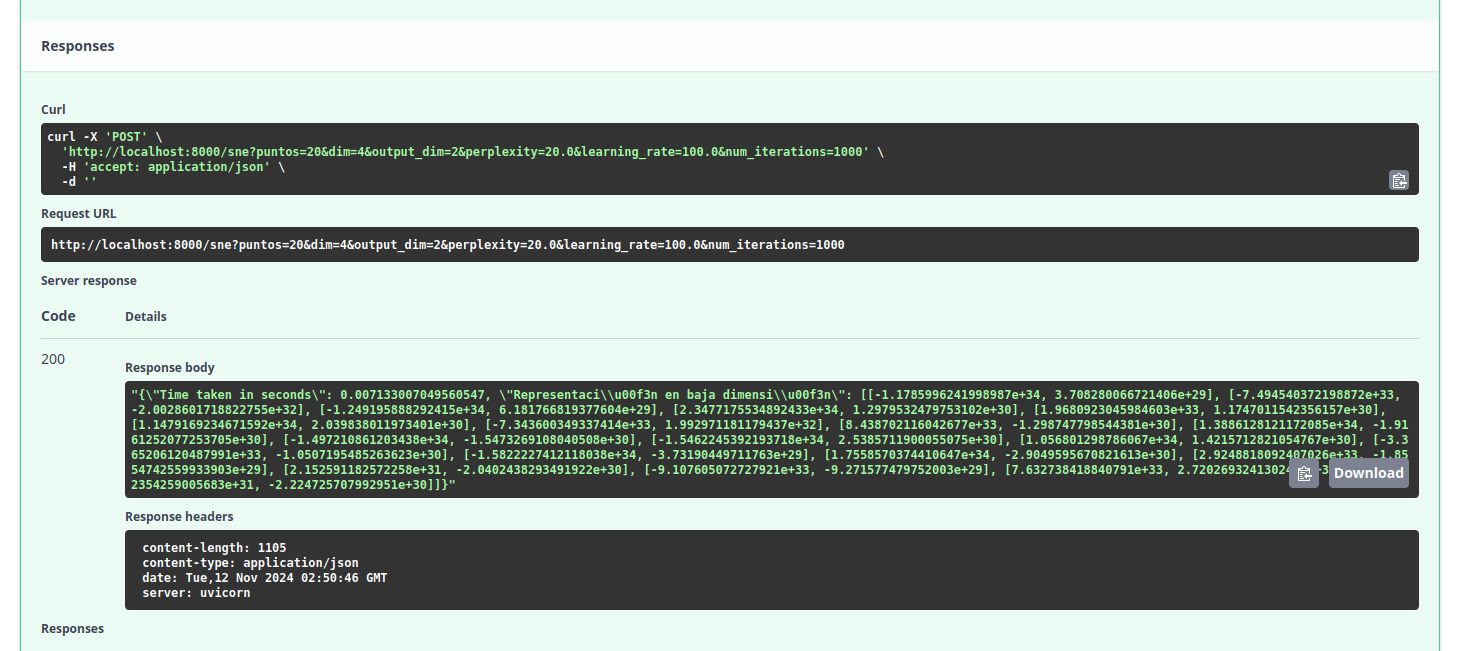 Responses
Curl
curl -X 'POST' \
  'http://localhost:8000/sne?puntos=20&dim=4&output_dim=2&perplexity=20.0&learning_rate=100.0&num_iterations=1000' \
  -H 'accept: application/json' \
  -d ''
Request URL
http://localhost:8000/sne?puntos=20&dim=4&output_dim=2&perplexity=20.0&learning_rate=100.0&num_iterations=1000
Server response
Code Details
200
Response body
"{\"Time taken in seconds\": 0.007133007049560547, \"Representaci\\u00f3n en baja dimensi\\u00f3n\": [[-1.1785996241998987e+34, 3.708280066721406e+29], [-7.494540372198872e+33,
-2.0028601718822755e+32], [-1.249195888292415e+34, 6.181766819377604e+29], [2.3477175534892433e+34, 1.2979532479753102e+30], [1.9680923045984603e+33, 1.1747011542356157e+30],
[1.1479169234671592e+34, 2.039838011973401e+30], [-7.343600349337414e+33, 1.992971181179437e+32], [8.438702116042677e+33, -1.298747798544381e+30], [1.3886128121172085e+34, -1.91
61252077253705e+30], [-1.497210861203438e+34, -1.5473269108040508e+30], [-1.5462245392193718e+34, 2.5385711900055075e+30], [1.056801298786067e+34, 1.4215712821054767e+30], [-3.3
65206120487991e+33, -1.0507195485263623e+30], [-1.5822227412118038e+34, -3.73190449711763e+29], [1.7558570374410647e+34, -2.9049595670821613e+30], [2.9248818092407026e+33, -1.85
54742559933903e+29], [2.152591182572258e+31, -2.0402438293491922e+30], [-9.107605072727921e+33, -9.271577479752003e+29], [7.632738418840791e+33, 2.7202693241302
2354259005683e+31, -2.224725707992951e+30]]}"
Download
Response headers
content-length: 1105
content-type: application/json
date: Tue,12 Nov 2024 02:50:46 GMT
server: uvicorn
Responses